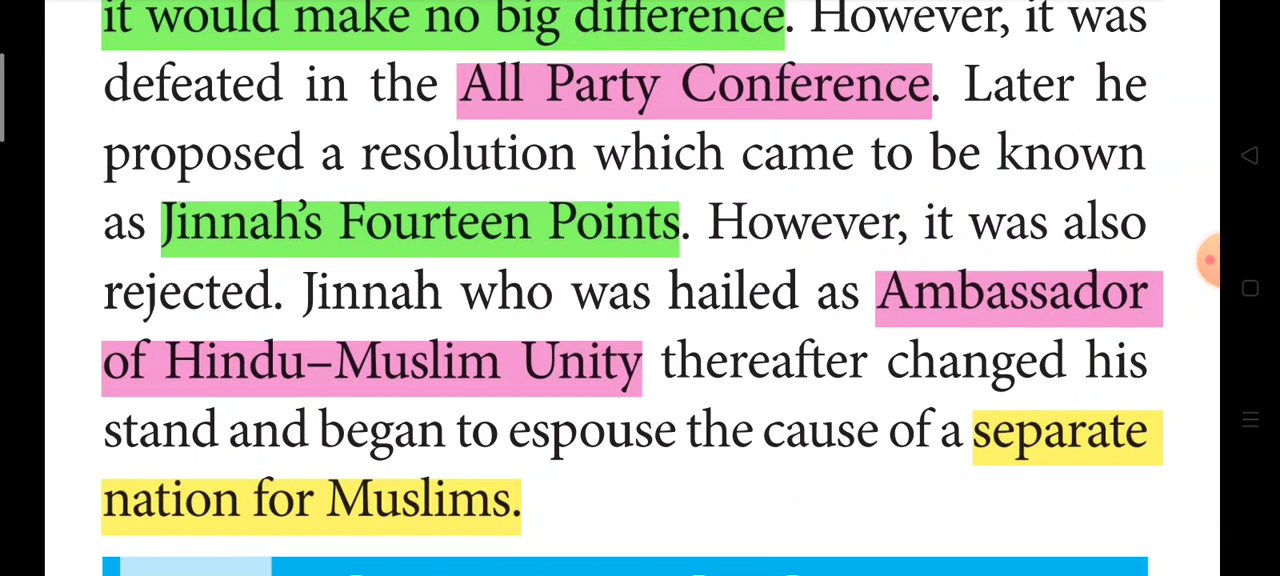 it would make no big difference. However, it was
defeated in the All Party Conference. Later he
proposed a resolution which came to be known
as Jinnah’s Fourteen Points. However, it was also
rejected. Jinnah who was hailed as Ambassador
of Hindu–Muslim Unity thereafter changed his
stand and began to espouse the cause of a separate
nation for Muslims.